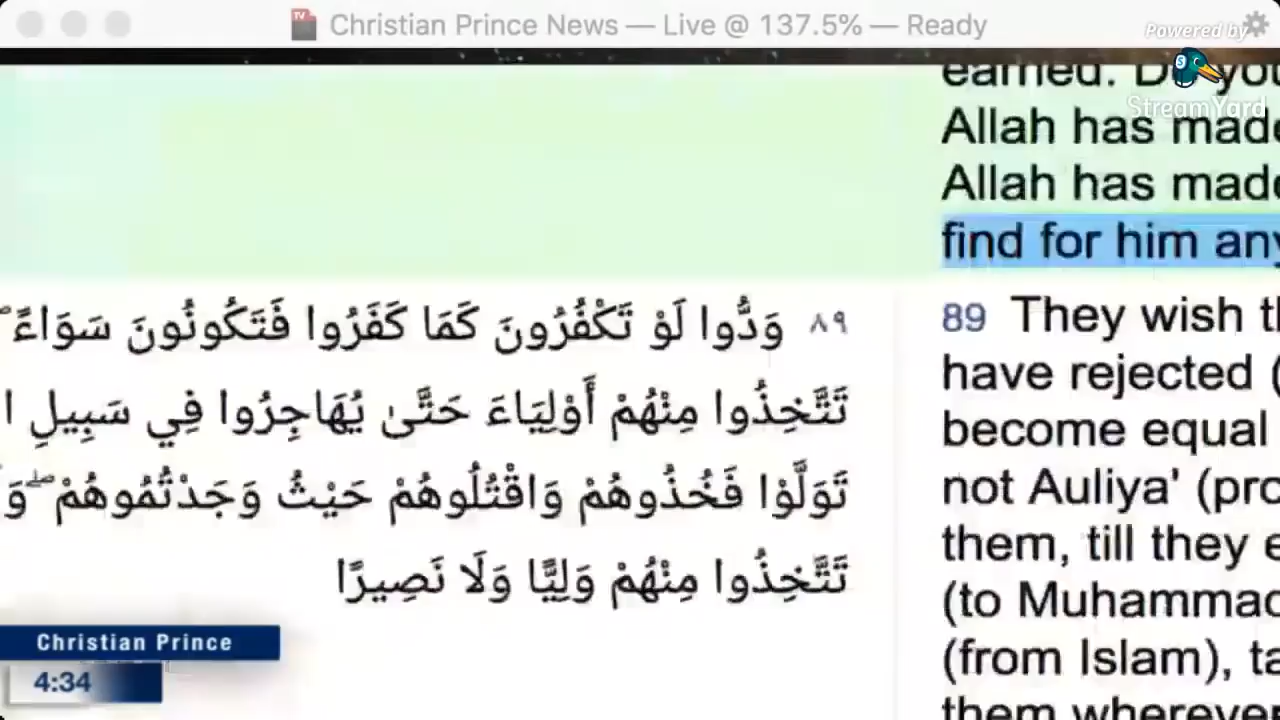 Christian Prince News — Live @ 137.5% — Ready
Powered by
StreamYard
earned. Do you
Allah has made
Allah has made
find for him any
٨٩ وَدُّوا لَوْ تَكْفُرُونَ كَمَا كَفَرُوا فَتَكُونُونَ سَوَاءً
تَتَّخِذُوا مِنْهُمْ أَوْلِيَاءَ حَتَّىٰ يُهَاجِرُوا فِي سَبِيلِ
تَوَلَّوْا فَخُذُوهُمْ وَاقْتُلُوهُمْ حَيْثُ وَجَدْتُمُوهُمْ ۖ وَ
تَتَّخِذُوا مِنْهُمْ وَلِيًّا وَلَا نَصِيرًا
89 They wish th
have rejected (
become equal
not Auliya' (pro
them, till they e
(to Muhammad
(from Islam), ta
them wherever
Christian Prince
4:34